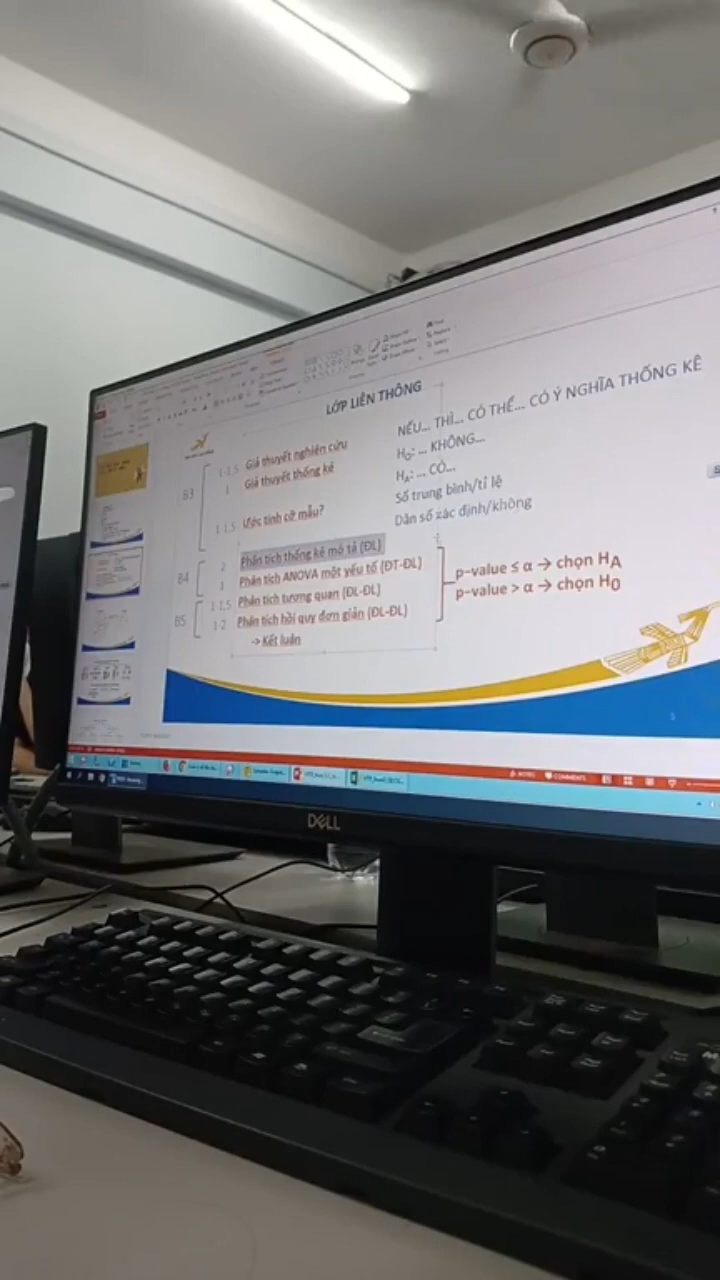 LỚP LIÊN THÔNG
B3
1-1.5 Giả thuyết nghiên cứu
1 Giả thuyết thống kê
1-1.5 Ước tính cỡ mẫu?
NẾU... THÌ... CÓ THỂ... CÓ Ý NGHĨA THỐNG KÊ
H0: ... KHÔNG...
HA: ... CÓ...
Số trung bình/tỉ lệ
Dân số xác định/không
B4
2 Phân tích thống kê mô tả (ĐL)
1 Phân tích ANOVA một yếu tố (ĐT-ĐL)
B5
1-1.5 Phân tích tương quan (ĐL-ĐL)
1-2 Phân tích hồi quy đơn giản (ĐL-ĐL)
-> Kết luận
p-value ≤ α → chọn HA
p-value > α → chọn H0
NOTES
COMMENTS
DELL